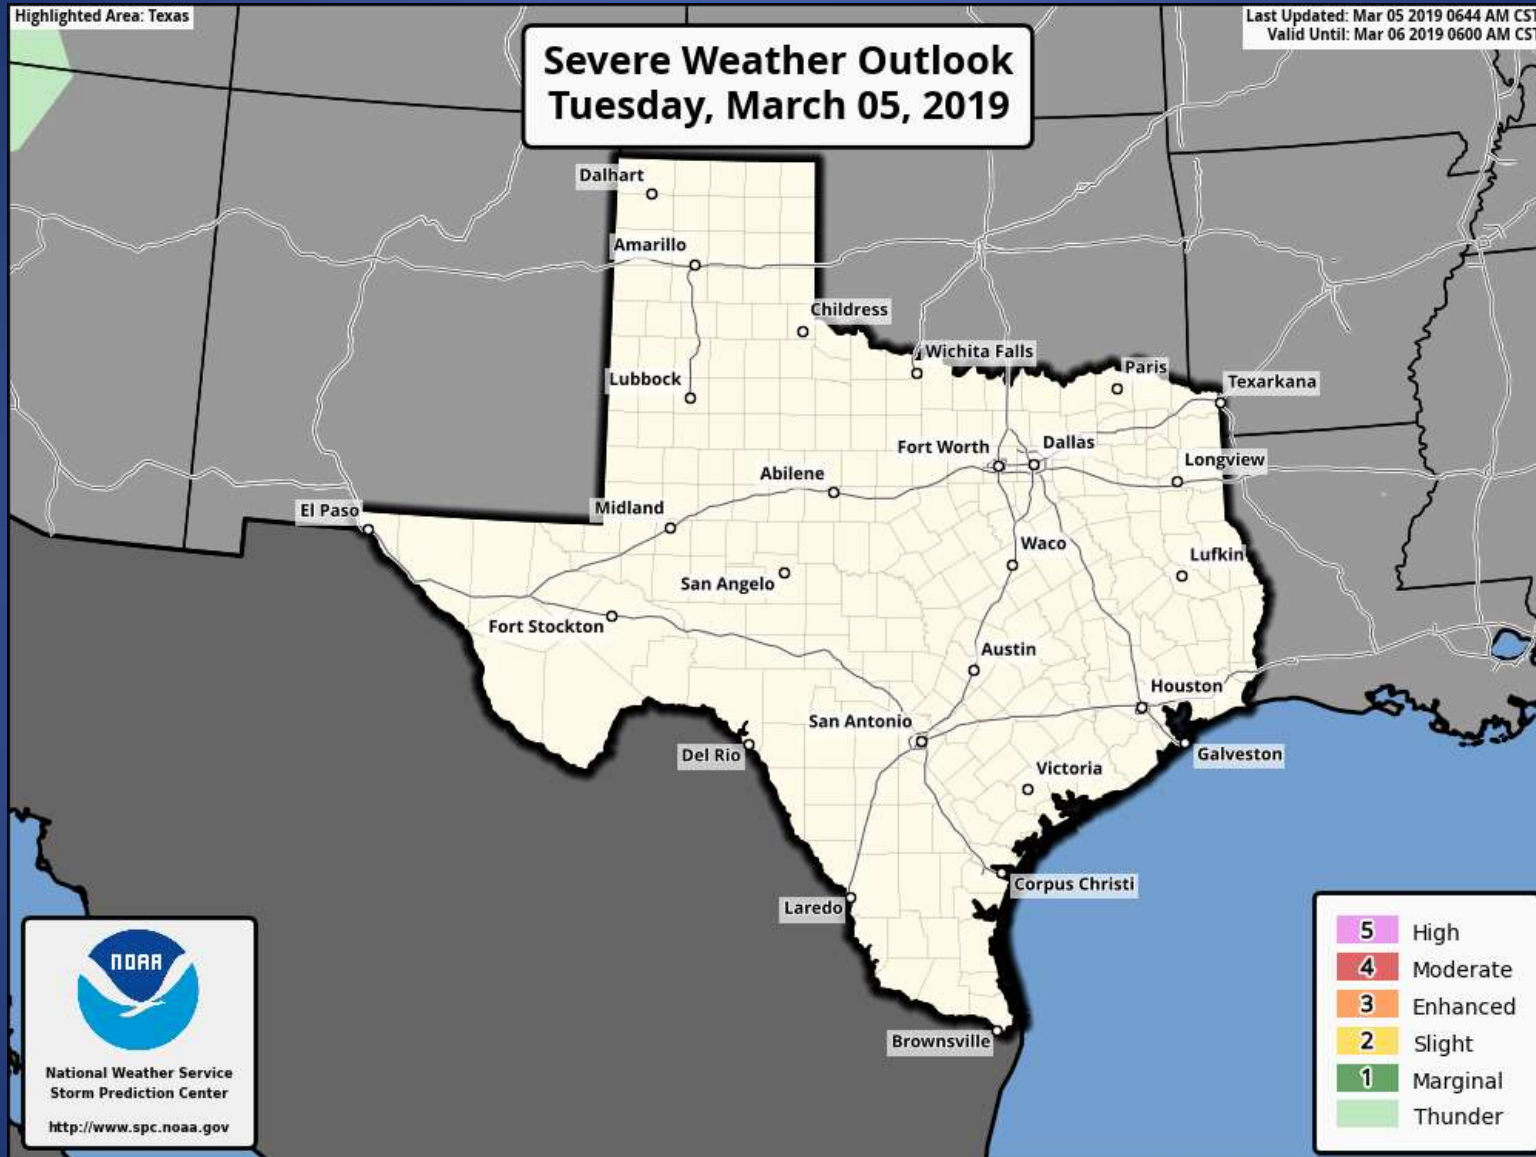 Highlighted Area: Texas
Last Updated: Mar 05 2019 0644 AM CST
Valid Until: Mar 06 2019 0600 AM CST
Severe Weather Outlook
Tuesday, March 05, 2019
Dalhart
Amarillo
Childress
Wichita Falls
Paris
Texarkana
Lubbock
Fort Worth
Dallas
Longview
Abilene
El Paso
Midland
Waco
Lufkin
San Angelo
Fort Stockton
Austin
Houston
San Antonio
Del Rio
Galveston
Victoria
Corpus Christi
Laredo
Brownsville
NOAA
National Weather Service
Storm Prediction Center
http://www.spc.noaa.gov
5 High
4 Moderate
3 Enhanced
2 Slight
1 Marginal
Thunder